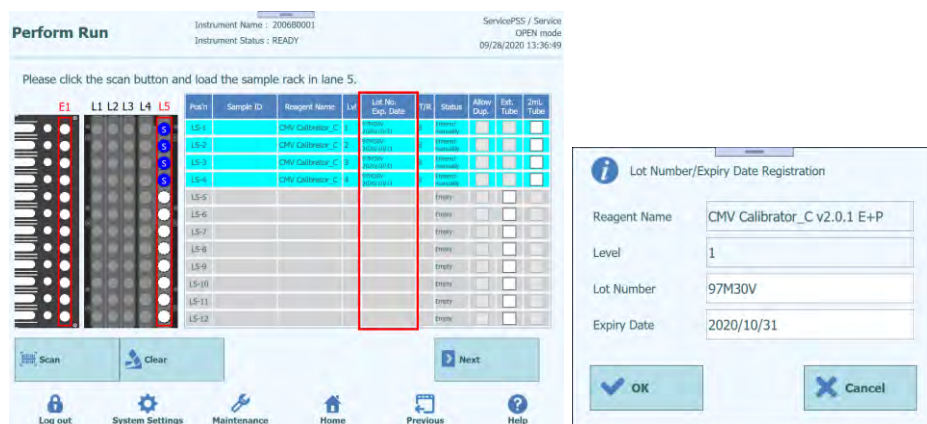 Perform Run
Instrument Name : 200680001
Instrument Status : READY
ServicePSS / Service
OPEN mode
09/28/2020 13:36:49
Please click the scan button and load the sample rack in lane 5.
E1 L1 L2 L3 L4 L5
Pos'n Sample ID Reagent Name Lvl Lot No. Exp. Date T/R Status Allow Dup. Ext. Tube 2mL Tube
S L5-1 CMV Calibrator_C 1
S L5-2 CMV Calibrator_C 2
S L5-3 CMV Calibrator_C 3
S L5-4 CMV Calibrator_C 4
L5-5 Empty
L5-6 Empty
L5-7 Empty
L5-8 Empty
L5-9 Empty
L5-10 Empty
L5-11 Empty
L5-12 Empty
Scan
Clear
Next
Log out
System Settings
Maintenance
Home
Previous
Help
Lot Number/Expiry Date Registration
Reagent Name CMV Calibrator_C v2.0.1 E+P
Level 1
Lot Number 97M30V
Expiry Date 2020/10/31
OK
Cancel